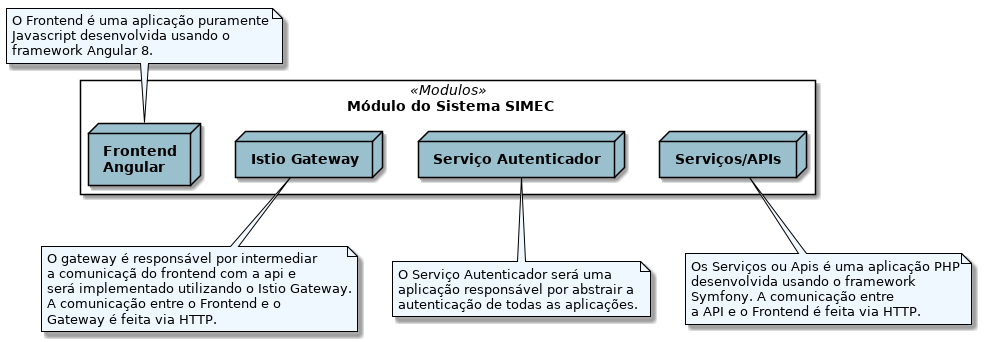 O Frontend é uma aplicação puramente
Javascript desenvolvida usando o
framework Angular 8.
«Modulos»
Módulo do Sistema SIMEC
Frontend
Angular
Istio Gateway
Serviço Autenticador
Serviços/APIs
O gateway é responsável por intermediar
a comunicaçã do frontend com a api e
será implementado utilizando o Istio Gateway.
A comunicação entre o Frontend e o
Gateway é feita via HTTP.
O Serviço Autenticador será uma
aplicação responsável por abstrair a
autenticação de todas as aplicações.
Os Serviços ou Apis é uma aplicação PHP
desenvolvida usando o framework
Symfony. A comunicação entre
a API e o Frontend é feita via HTTP.